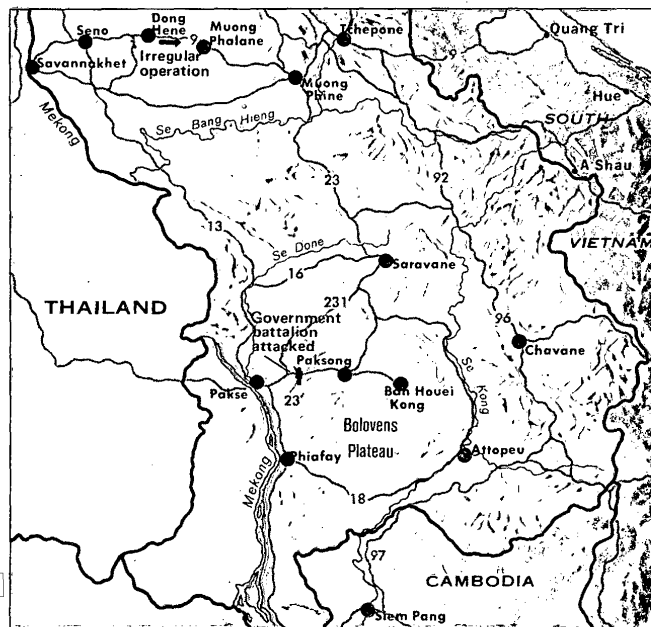 Dong
Hene
Seno
Muong
Phalane
9
Tchepone
Quang Tri
Irregular
operation
Savannakhet
9
Muong
Phine
Hue
Mekong
Se Bang-Hieng
SOUTH
A Shau
23
92
13
VIETNAM
Se Done
Saravane
16
THAILAND
231
Government
battalion
attacked
96
Chavane
Paksong
Se Kong
Pakse
23
Ban Houei
Kong
Bolovens
Plateau
Phiafay
Attopeu
Mekong
18
97
CAMBODIA
Siem Pang